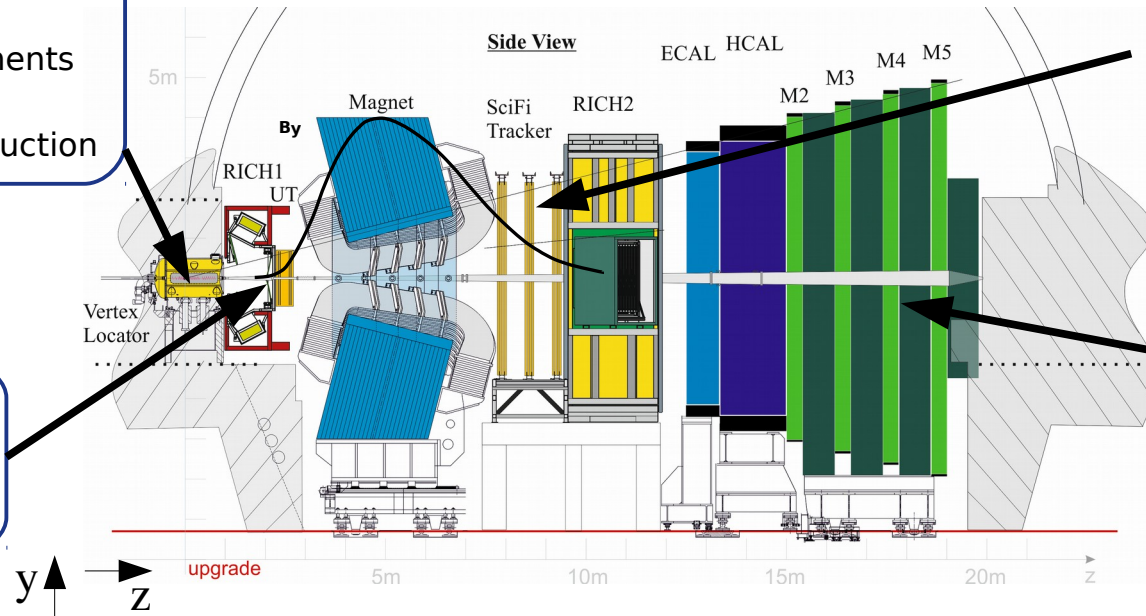 nents
uction
5m
Side View
ECAL
HCAL
M2
M3
M4
M5
Magnet
SciFi
Tracker
RICH2
By
RICH1
UT
Vertex
Locator
upgrade
5m
10m
15m
20m
z
y
z